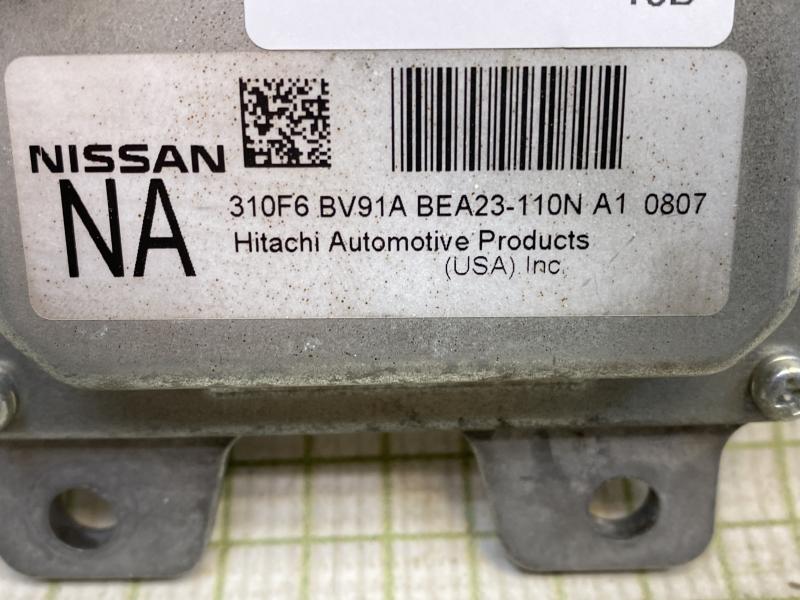 NISSAN
NA
310F6 BV91A BEA23-110N A1 0807
Hitachi Automotive Products
(USA) Inc.